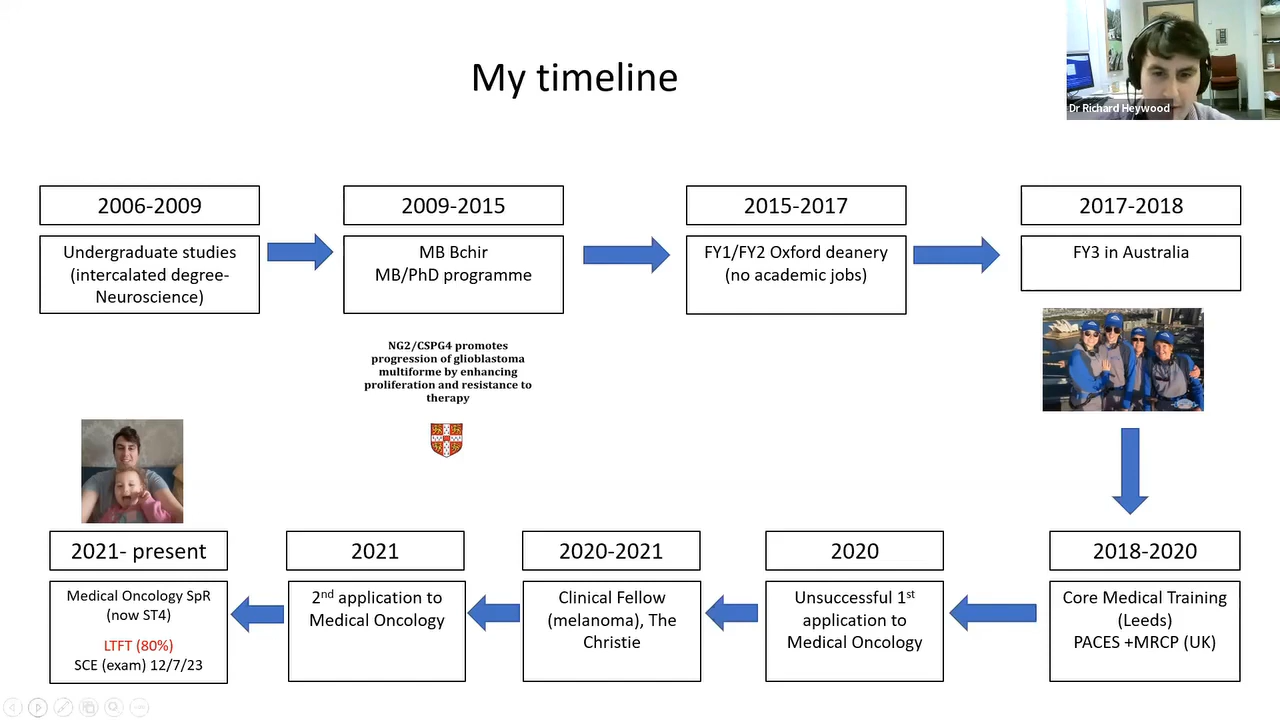 My timeline
Dr Richard Heywood
2006-2009
Undergraduate studies
(intercalated degree-
Neuroscience)
2009-2015
MB Bchir
MB/PhD programme
NG2/CSPG4 promotes
progression of glioblastoma
multiforme by enhancing
proliferation and resistance to
therapy
2015-2017
FY1/FY2 Oxford deanery
(no academic jobs)
2017-2018
FY3 in Australia
2018-2020
Core Medical Training
(Leeds)
PACES +MRCP (UK)
2020
Unsuccessful 1st
application to
Medical Oncology
2020-2021
Clinical Fellow
(melanoma), The
Christie
2021
2nd application to
Medical Oncology
2021- present
Medical Oncology SpR
(now ST4)
LTFT (80%)
SCE (exam) 12/7/23